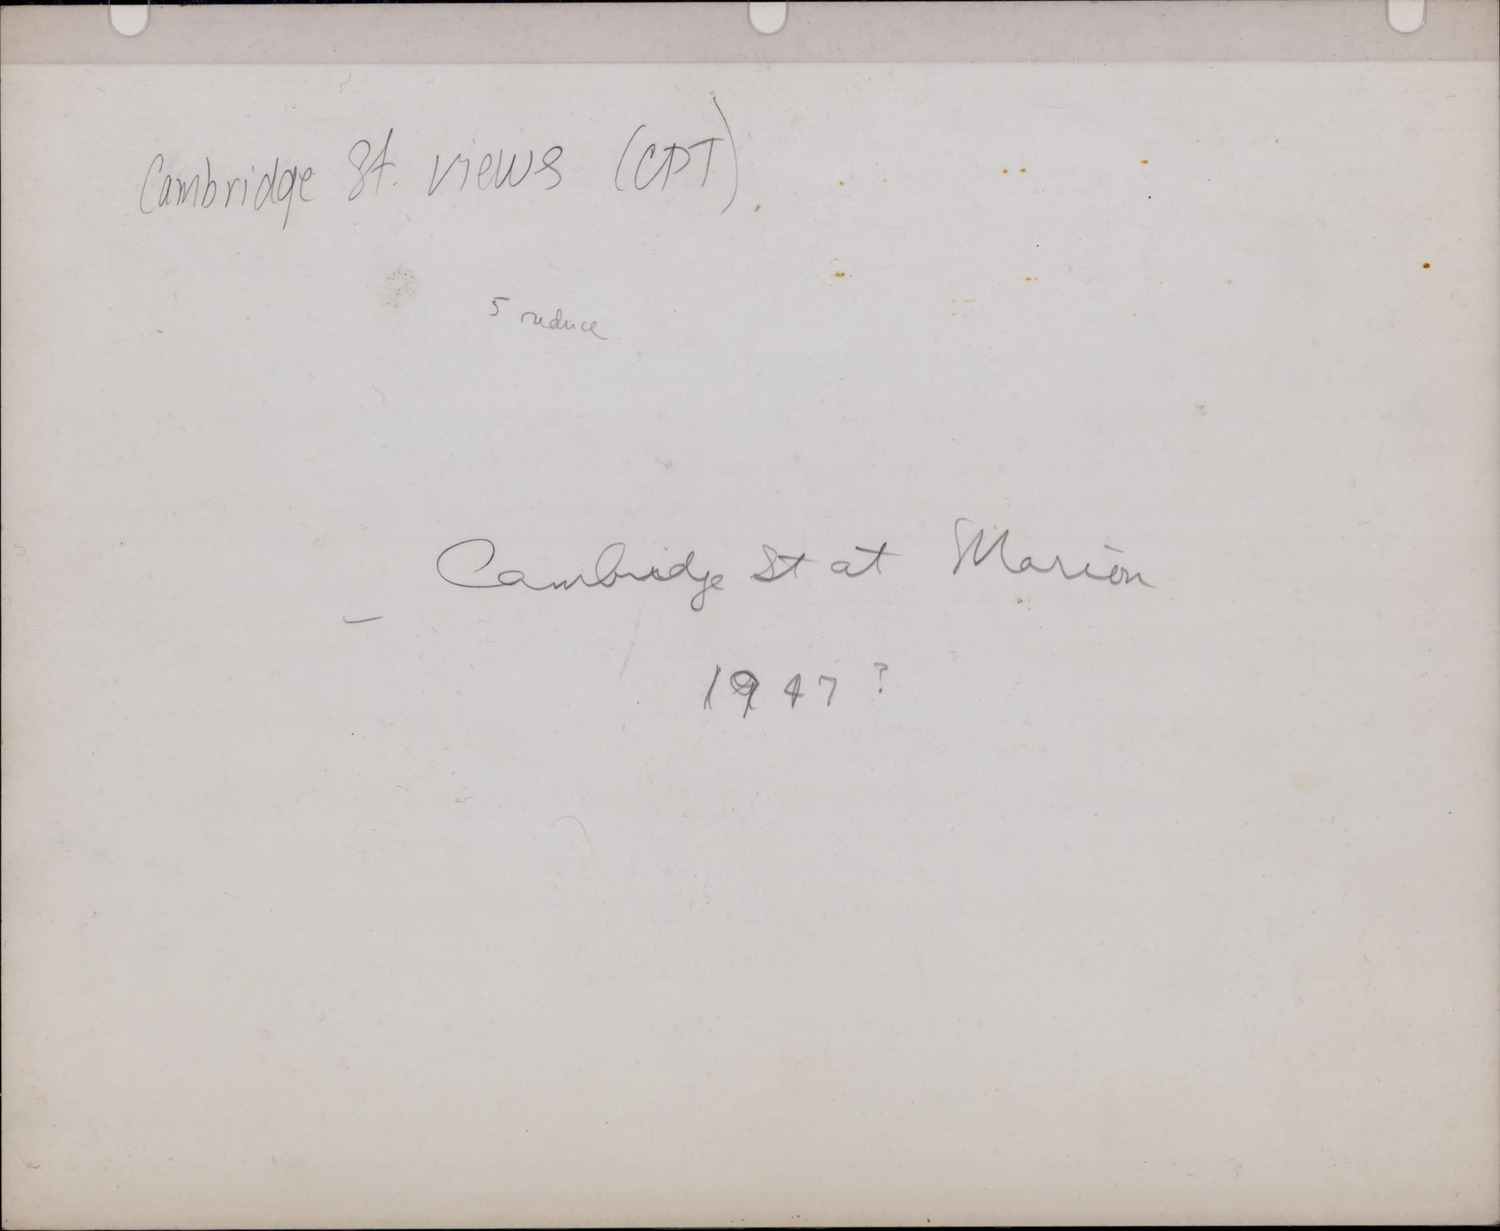 Cambridge St. views (CPT).
5 reduce
Cambridge St at Marion
1947?